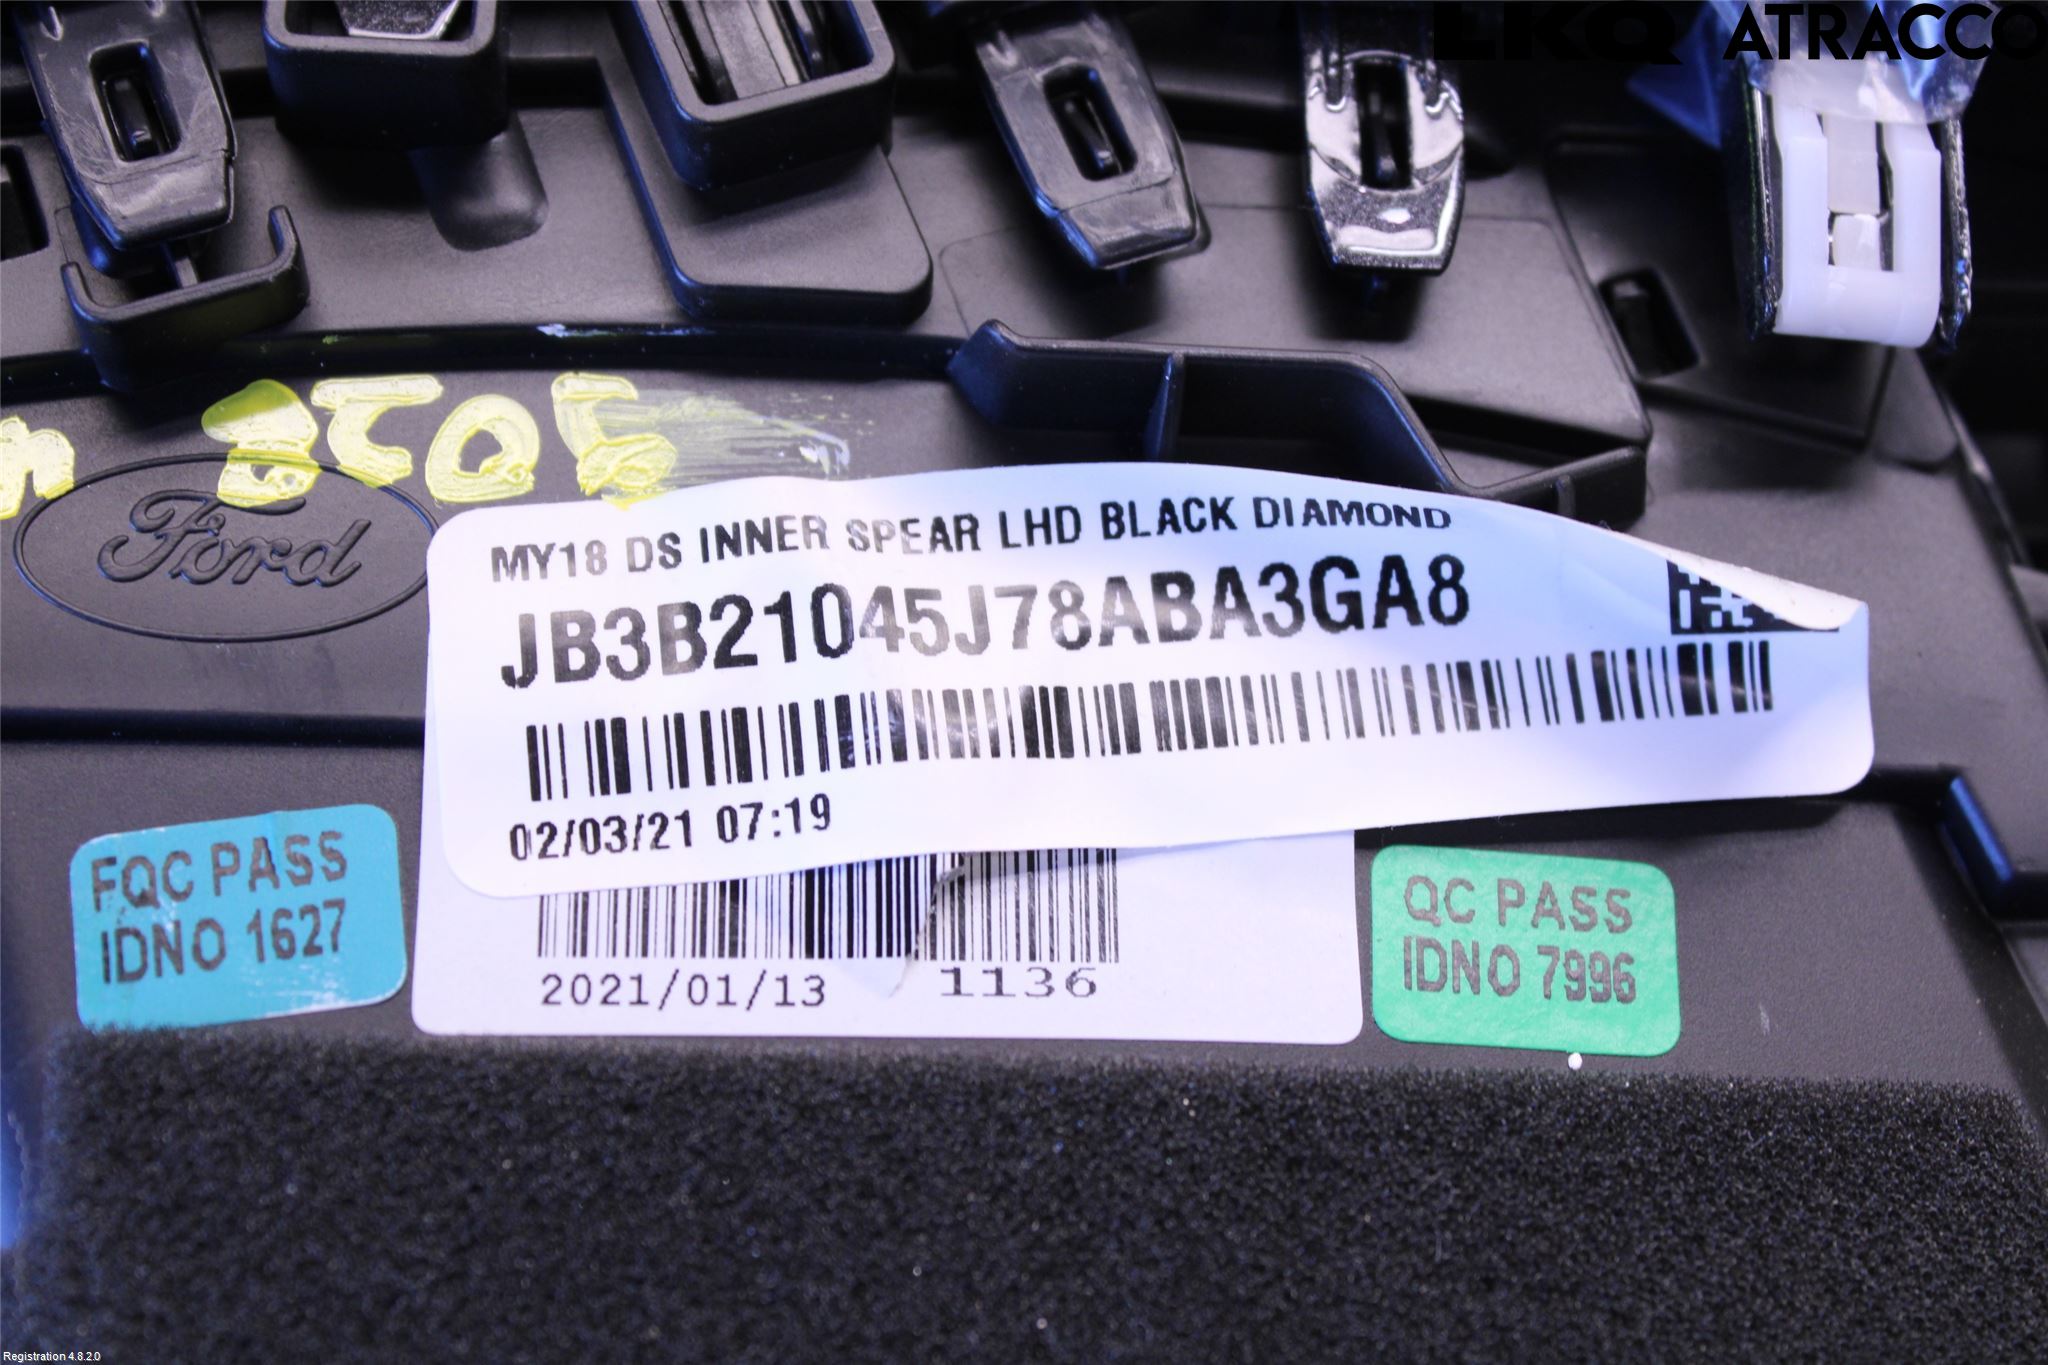 LKQ ATRACCO
Ford
MY18 DS INNER SPEAR LHD BLACK DIAMOND
JB3B21045J78ABA3GA8
02/03/21 07:19
FQC PASS
IDNO 1627
2021/01/13 1136
QC PASS
IDNO 7996
Registration 4.8.2.0